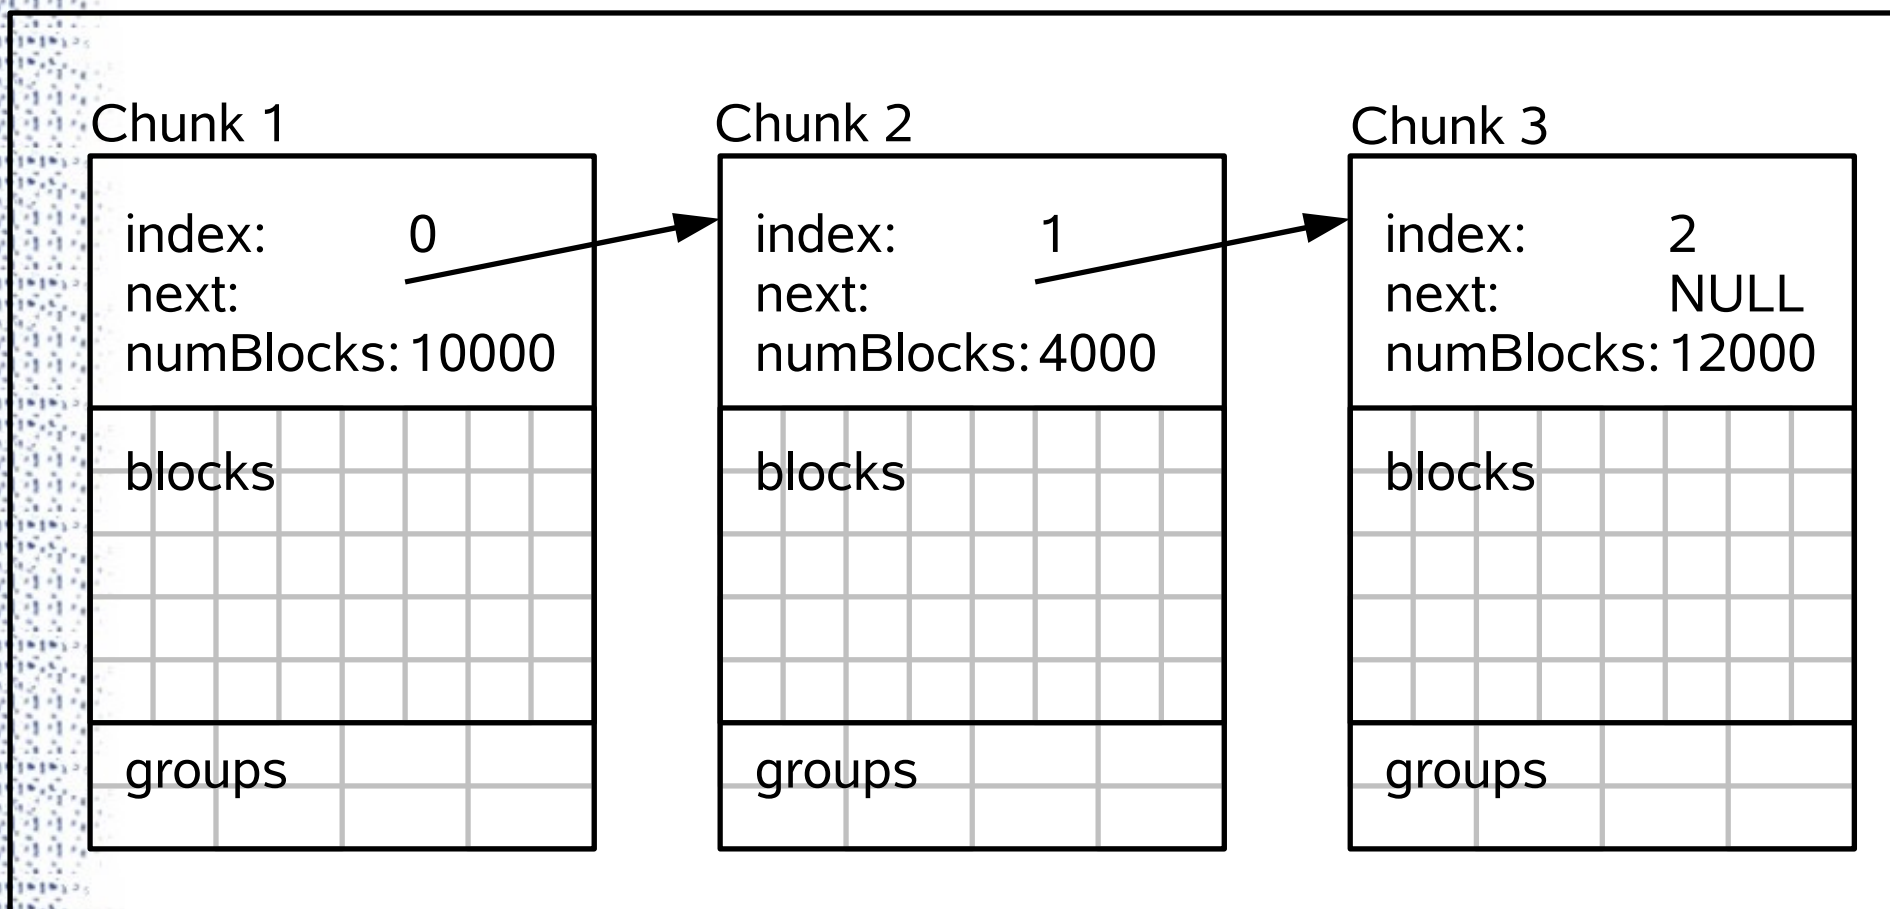 Chunk 1
index: 0
next:
numBlocks: 10000
blocks
groups
Chunk 2
index: 1
next:
numBlocks: 4000
blocks
groups
Chunk 3
index: 2
next: NULL
numBlocks: 12000
blocks
groups